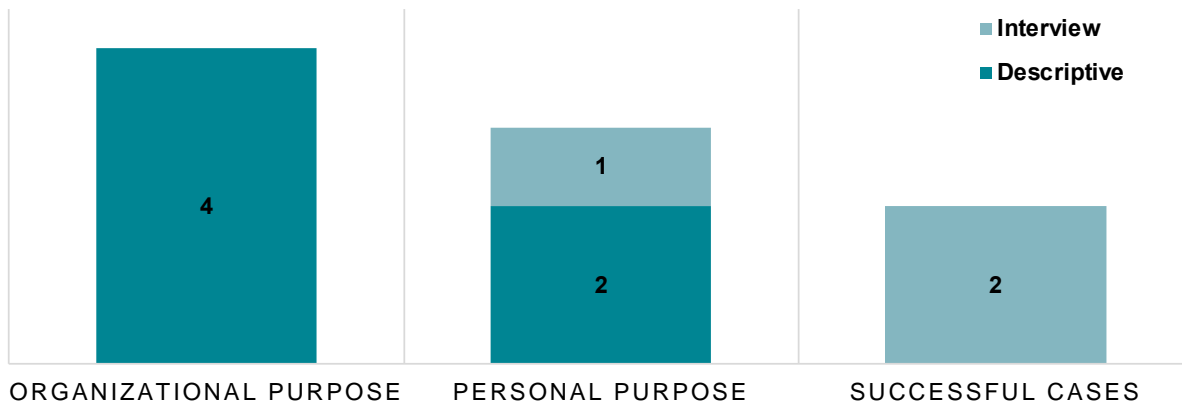 Interview
Descriptive
4
1
2
2
ORGANIZATIONAL PURPOSE
PERSONAL PURPOSE
SUCCESSFUL CASES